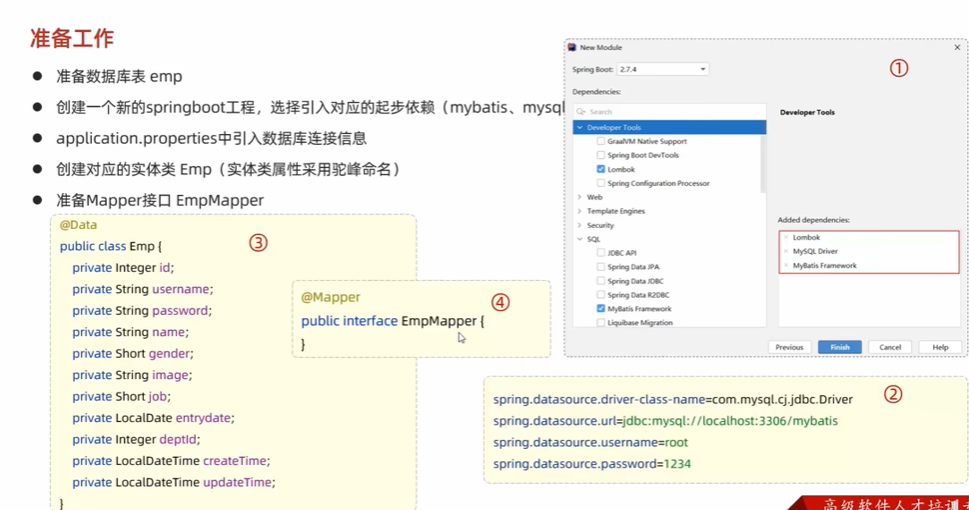 准备工作
● 准备数据库表 emp
● 创建一个新的springboot工程，选择引入对应的起步依赖（mybatis、mysql
● application.properties中引入数据库连接信息
● 创建对应的实体类 Emp（实体类属性采用驼峰命名）
● 准备Mapper接口 EmpMapper
New Module
①
Spring Boot: 2.7.4
Dependencies:
Search
Developer Tools
GraalVM Native Support
Spring Boot DevTools
Lombok
Spring Configuration Processor
Web
Template Engines
Security
SQL
JDBC API
Spring Data JPA
Spring Data JDBC
Spring Data R2DBC
MyBatis Framework
Liquibase Migration
Developer Tools
Added dependencies:
Lombok
MySQL Driver
MyBatis Framework
Previous
Finish
Cancel
Help
②
spring.datasource.driver-class-name=com.mysql.cj.jdbc.Driver
spring.datasource.url=jdbc:mysql://localhost:3306/mybatis
spring.datasource.username=root
spring.datasource.password=1234
③
@Data
public class Emp {
private Integer id;
private String username;
private String password;
private String name;
private Short gender;
private String image;
private Short job;
private LocalDate entrydate;
private Integer deptId;
private LocalDateTime createTime;
private LocalDateTime updateTime;
}
④
@Mapper
public interface EmpMapper {
}
高级软件人才培训